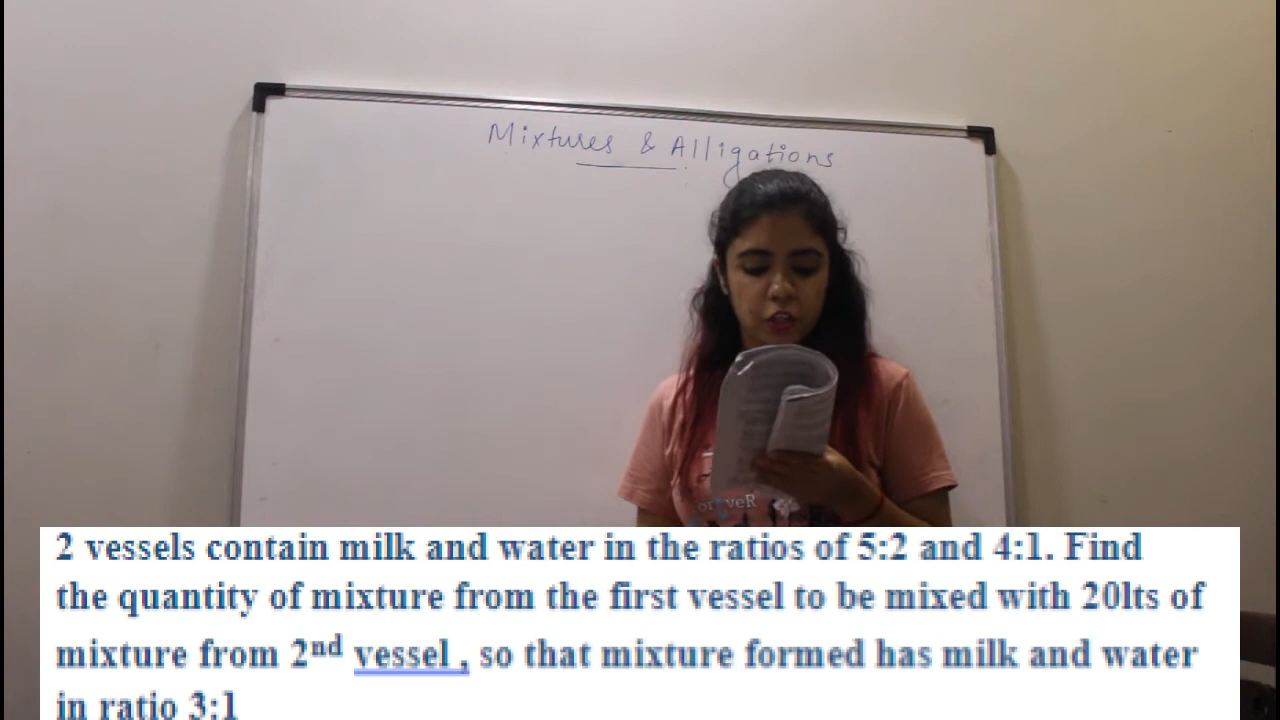 Mixtures & Alligations
2 vessels contain milk and water in the ratios of 5:2 and 4:1. Find
the quantity of mixture from the first vessel to be mixed with 20lts of
mixture from 2nd vessel , so that mixture formed has milk and water
in ratio 3:1